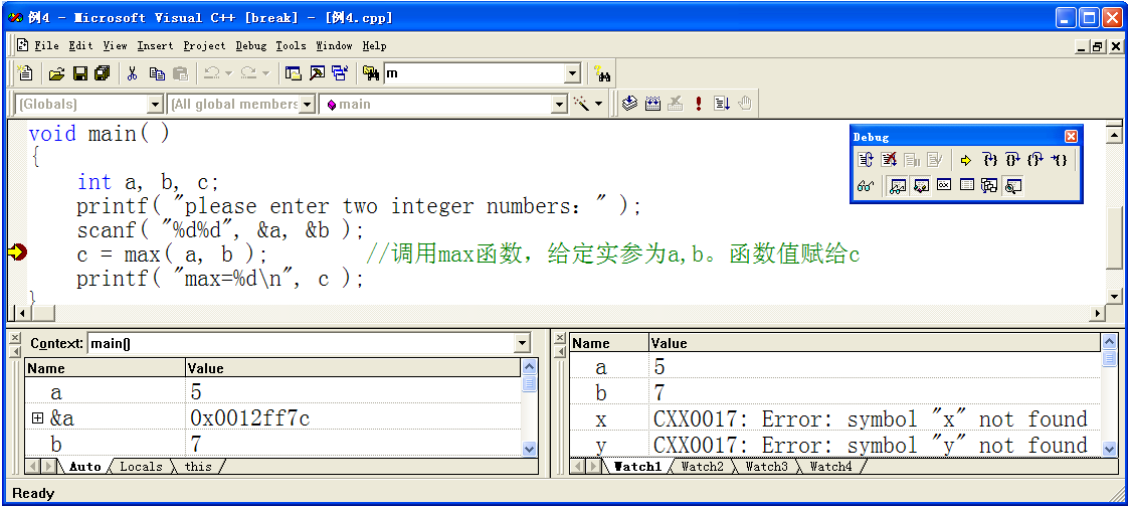 例4 - Microsoft Visual C++ [break] - [例4.cpp]
File Edit View Insert Project Debug Tools Window Help
m
(Globals) (All global members main
void main( )
{
int a, b, c;
printf( "please enter two integer numbers: " );
scanf( "%d%d", &a, &b );
c = max( a, b ); //调用max函数，给定实参为a,b。函数值赋给c
printf( "max=%d\n", c );
}
Debug
Context: main()
Name Value
a 5
&a 0x0012ff7c
b 7
Auto Locals this
Name Value
a 5
b 7
x CXX0017: Error: symbol "x" not found
y CXX0017: Error: symbol "y" not found
Watch1 Watch2 Watch3 Watch4
Ready